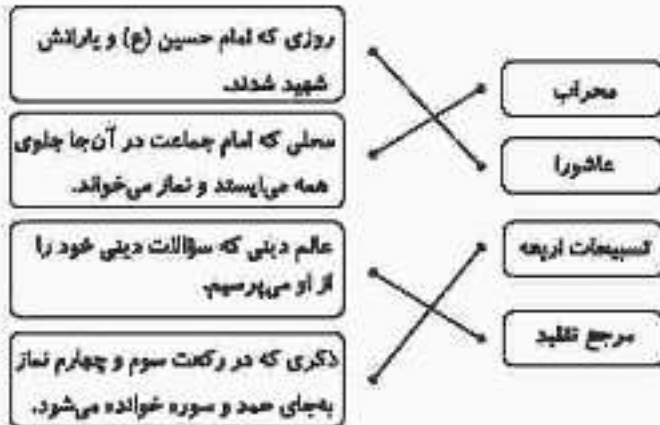 روزی که امام حسین (ع) و یارانش
شهید شدند.
محلی که امام جماعت در آن‌جا جلوی
همه می‌ایستد و نماز می‌خواند.
عالم دینی که سؤالات دینی خود را
از او می‌پرسیم.
ذکری که در رکعت سوم و چهارم نماز
به‌جای حمد و سوره خوانده می‌شود.
محراب
عاشورا
تسبیحات اربعه
مرجع تقلید